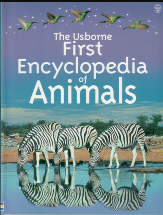 The Usborne
First
Encyclopedia
of
Animals